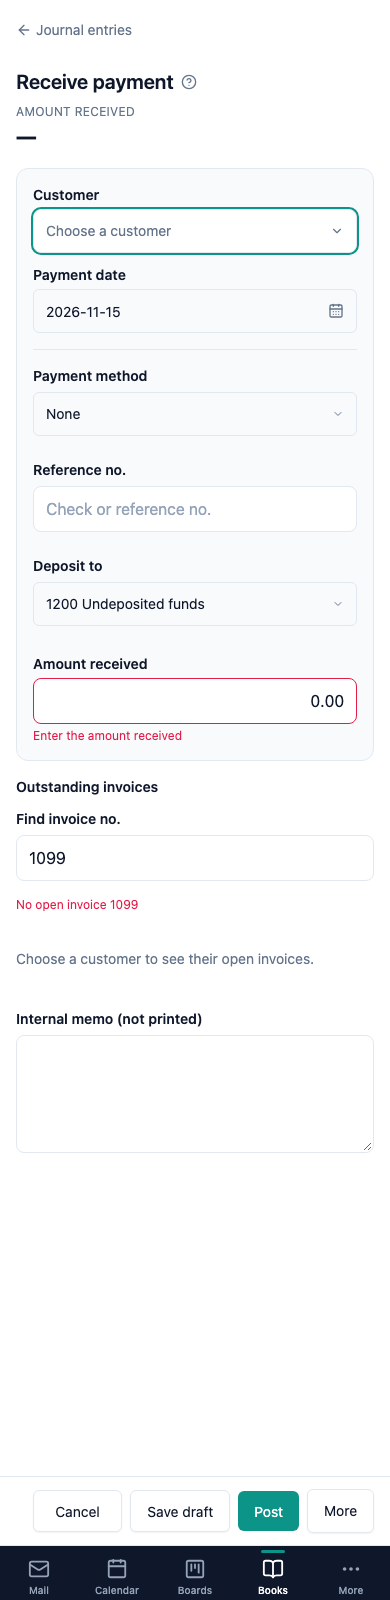 Journal entries
Receive payment
AMOUNT RECEIVED
—
Customer
Choose a customer
Payment date
2026-11-15
Payment method
None
Reference no.
Check or reference no.
Deposit to
1200 Undeposited funds
Amount received
0.00
Enter the amount received
Outstanding invoices
Find invoice no.
1099
No open invoice 1099
Choose a customer to see their open invoices.
Internal memo (not printed)
Cancel Save draft Post More
Mail Calendar Boards Books More